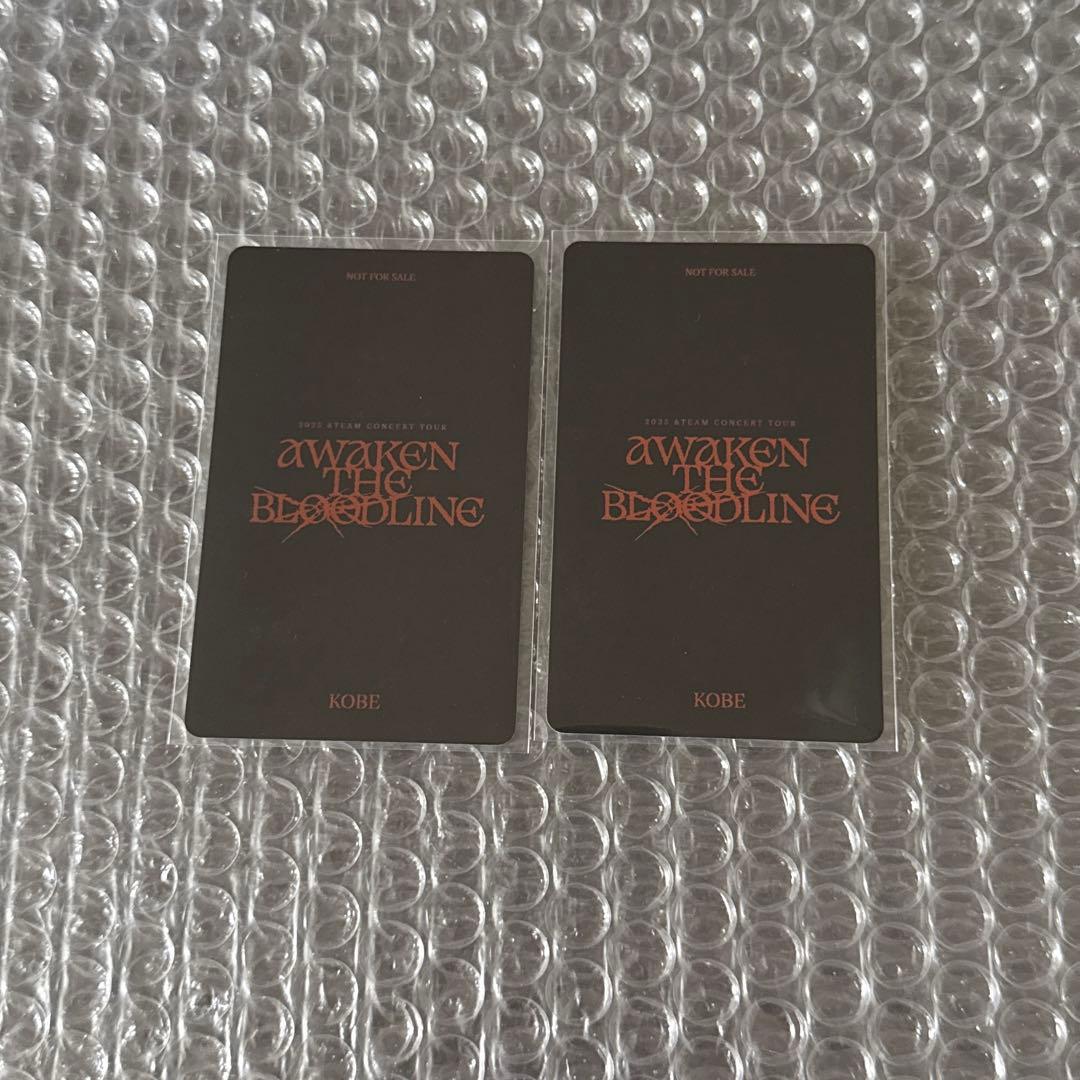 NOT FOR SALE
2025 &TEAM CONCERT TOUR
AWAKEN
THE
BLOODLINE
KOBE
NOT FOR SALE
2025 &TEAM CONCERT TOUR
AWAKEN
THE
BLOODLINE
KOBE